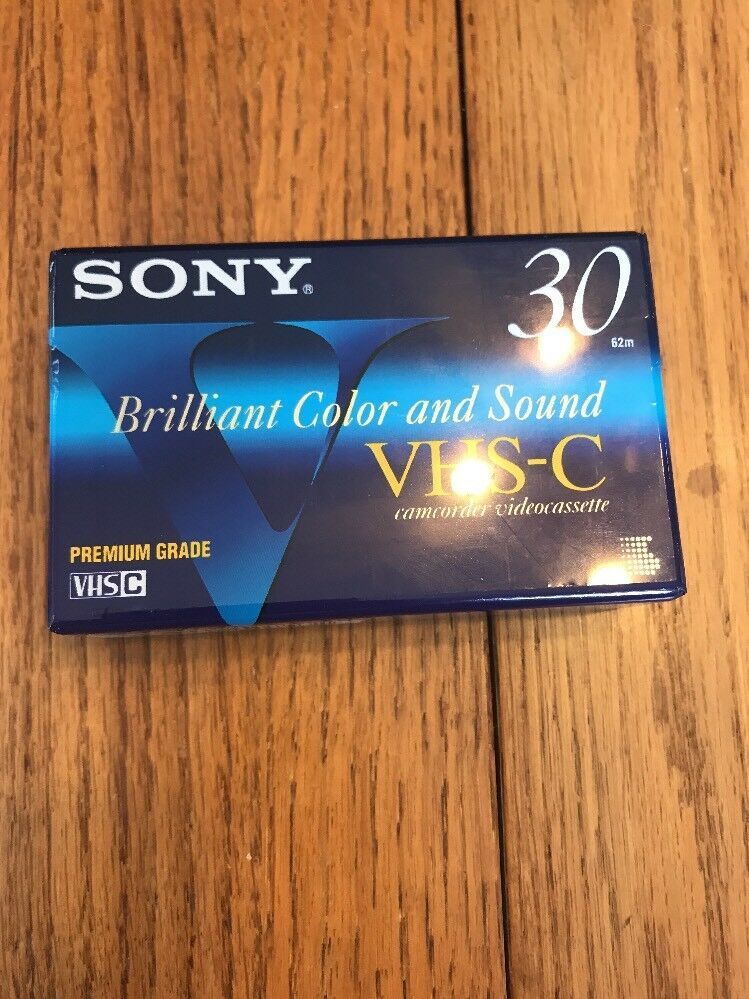 SONY®
30
62m
Brilliant Color and Sound
VHS-C
camcorder videocassette
PREMIUM GRADE
VHS C